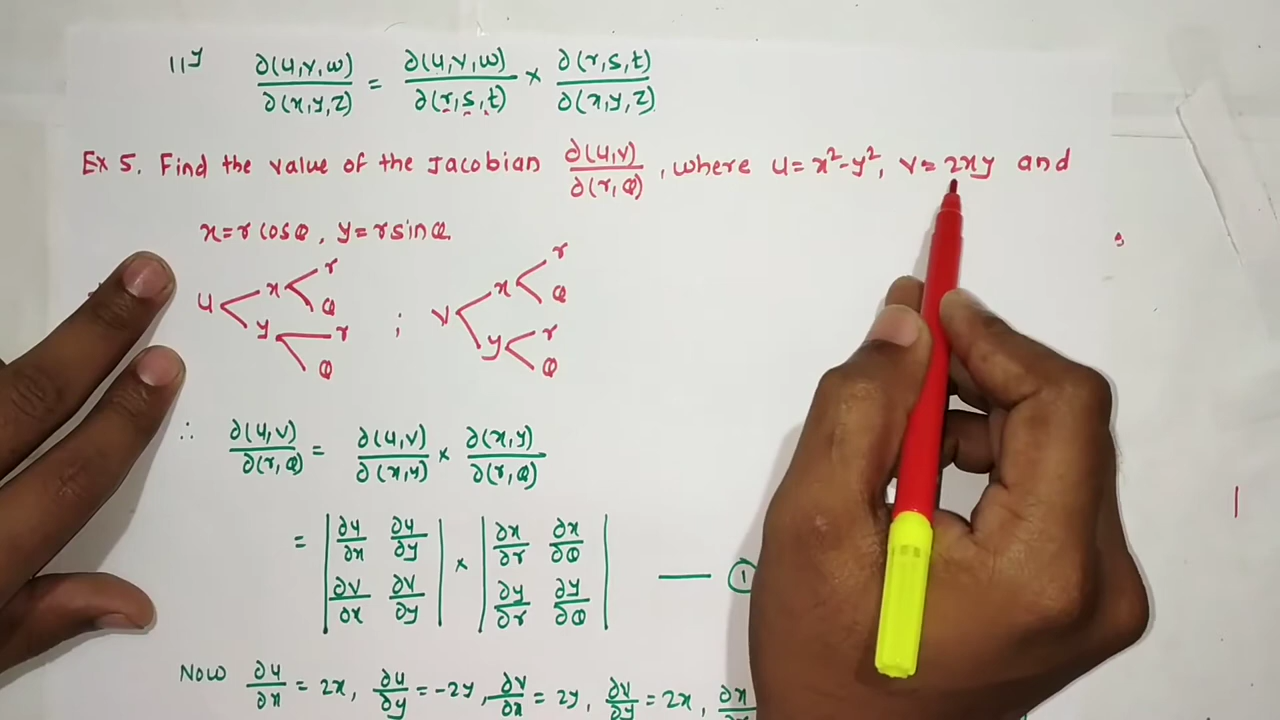 ||ly ∂(u,v,w)/∂(x,y,z) = ∂(u,v,w)/∂(r,s,t) × ∂(r,s,t)/∂(x,y,z)
Ex 5. Find the value of the Jacobian ∂(u,v)/∂(r,θ), where u=x²-y², v=2xy and
x=r cosθ, y=r sinθ.
u < x < r
θ
y < r
θ
; v < x < r
θ
y < r
θ
∴ ∂(u,v)/∂(r,θ) = ∂(u,v)/∂(x,y) × ∂(x,y)/∂(r,θ)
= |∂u/∂x ∂u/∂y| × |∂x/∂r ∂x/∂θ| — ①
|∂v/∂x ∂v/∂y| |∂y/∂r ∂y/∂θ|
Now ∂u/∂x = 2x, ∂u/∂y = -2y, ∂v/∂x = 2y, ∂v/∂y = 2x,